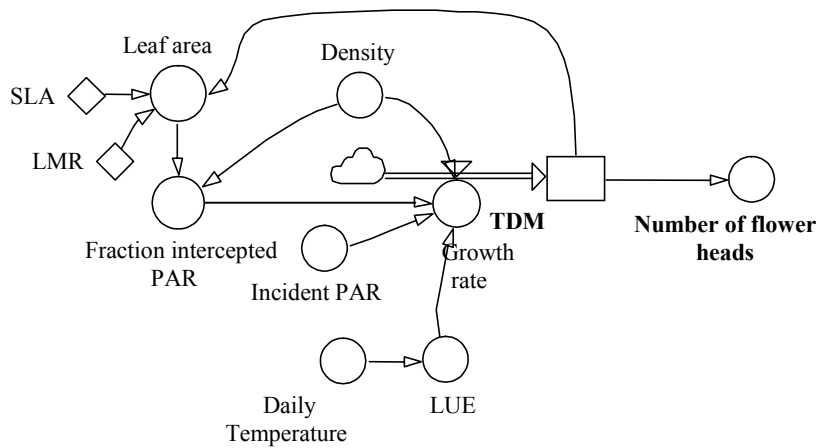 Leaf area
Density
SLA
LMR
TDM
Number of flower
heads
Fraction intercepted
PAR
Growth
rate
Incident PAR
Daily
Temperature
LUE